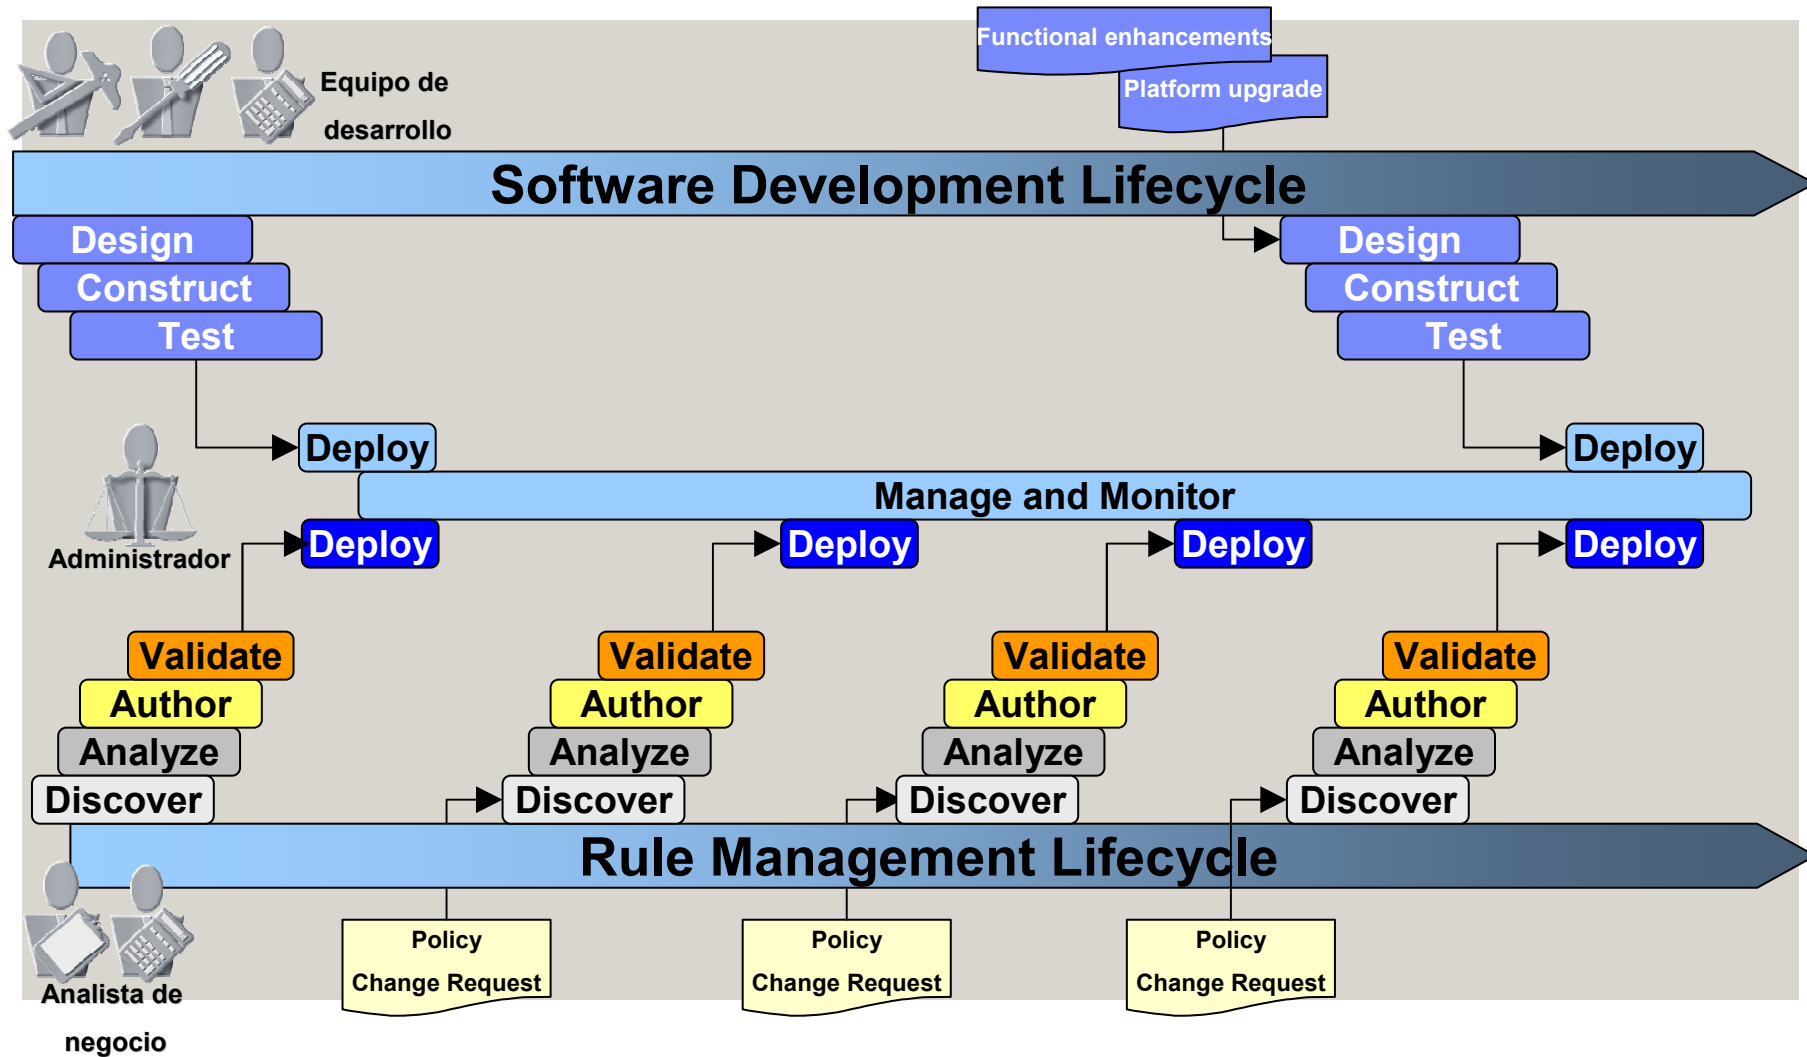 Functional enhancements
Platform upgrade
Equipo de
desarrollo
Software Development Lifecycle
Design
Construct
Test
Design
Construct
Test
Deploy
Deploy
Manage and Monitor
Administrador
Deploy
Deploy
Deploy
Deploy
Validate
Validate
Validate
Validate
Author
Author
Author
Author
Analyze
Analyze
Analyze
Analyze
Discover
Discover
Discover
Discover
Rule Management Lifecycle
Analista de
negocio
Policy
Change Request
Policy
Change Request
Policy
Change Request